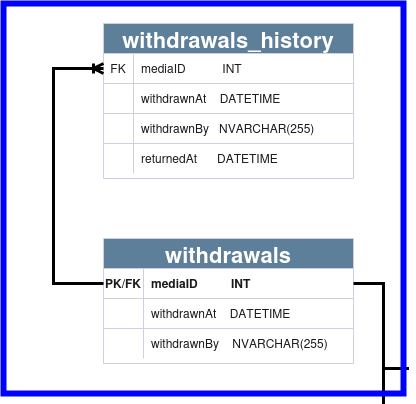 withdrawals_history
FK mediaID INT
withdrawnAt DATETIME
withdrawnBy NVARCHAR(255)
returnedAt DATETIME
withdrawals
PK/FK mediaID INT
withdrawnAt DATETIME
withdrawnBy NVARCHAR(255)